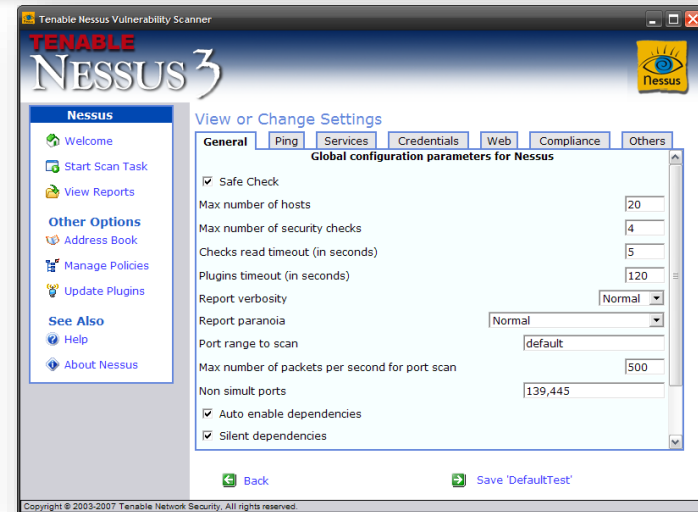 Tenable Nessus Vulnerability Scanner
TENABLE
NESSUS 3
Nessus
Nessus
Welcome
Start Scan Task
View Reports
Other Options
Address Book
Manage Policies
Update Plugins
See Also
Help
About Nessus
View or Change Settings
General Ping Services Credentials Web Compliance Others
Global configuration parameters for Nessus
Safe Check
Max number of hosts 20
Max number of security checks 4
Checks read timeout (in seconds) 5
Plugins timeout (in seconds) 120
Report verbosity Normal
Report paranoia Normal
Port range to scan default
Max number of packets per second for port scan 500
Non simult ports 139,445
Auto enable dependencies
Silent dependencies
Back Save 'DefaultTest'
Copyright © 2003-2007 Tenable Network Security, All rights reserved.